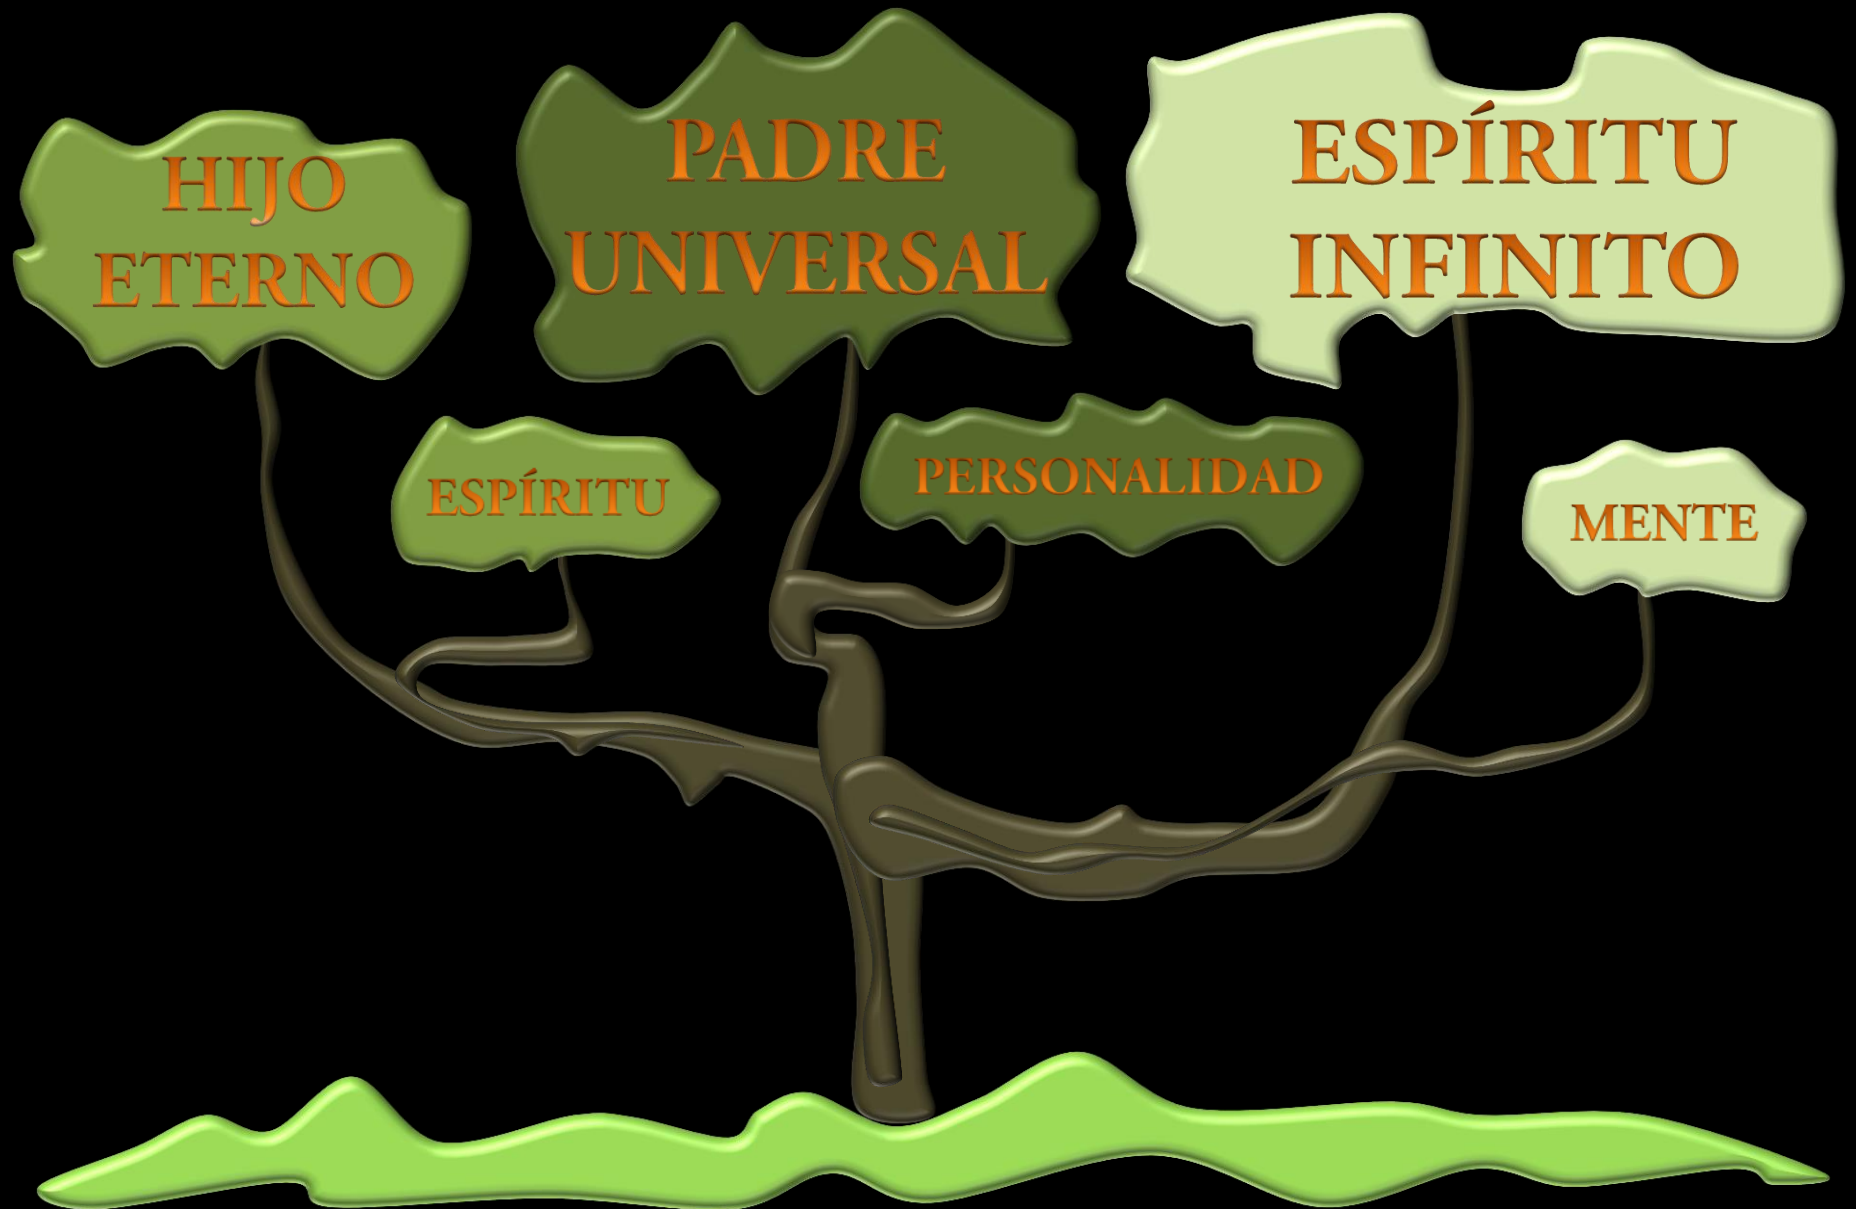 HIJO
ETERNO
PADRE
UNIVERSAL
ESPÍRITU
INFINITO
ESPÍRITU
PERSONALIDAD
MENTE